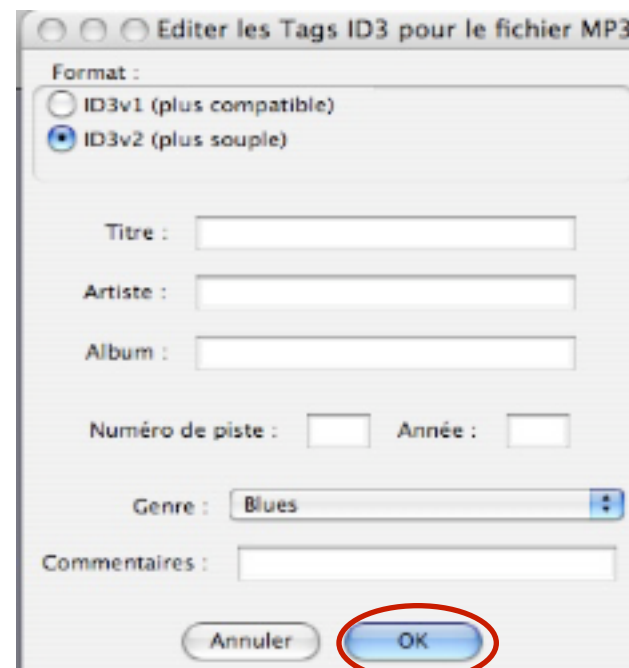 Editer les Tags ID3 pour le fichier MP3
Format :
ID3v1 (plus compatible)
ID3v2 (plus souple)
Titre :
Artiste :
Album :
Numéro de piste : Année :
Genre : Blues
Commentaires :
Annuler OK